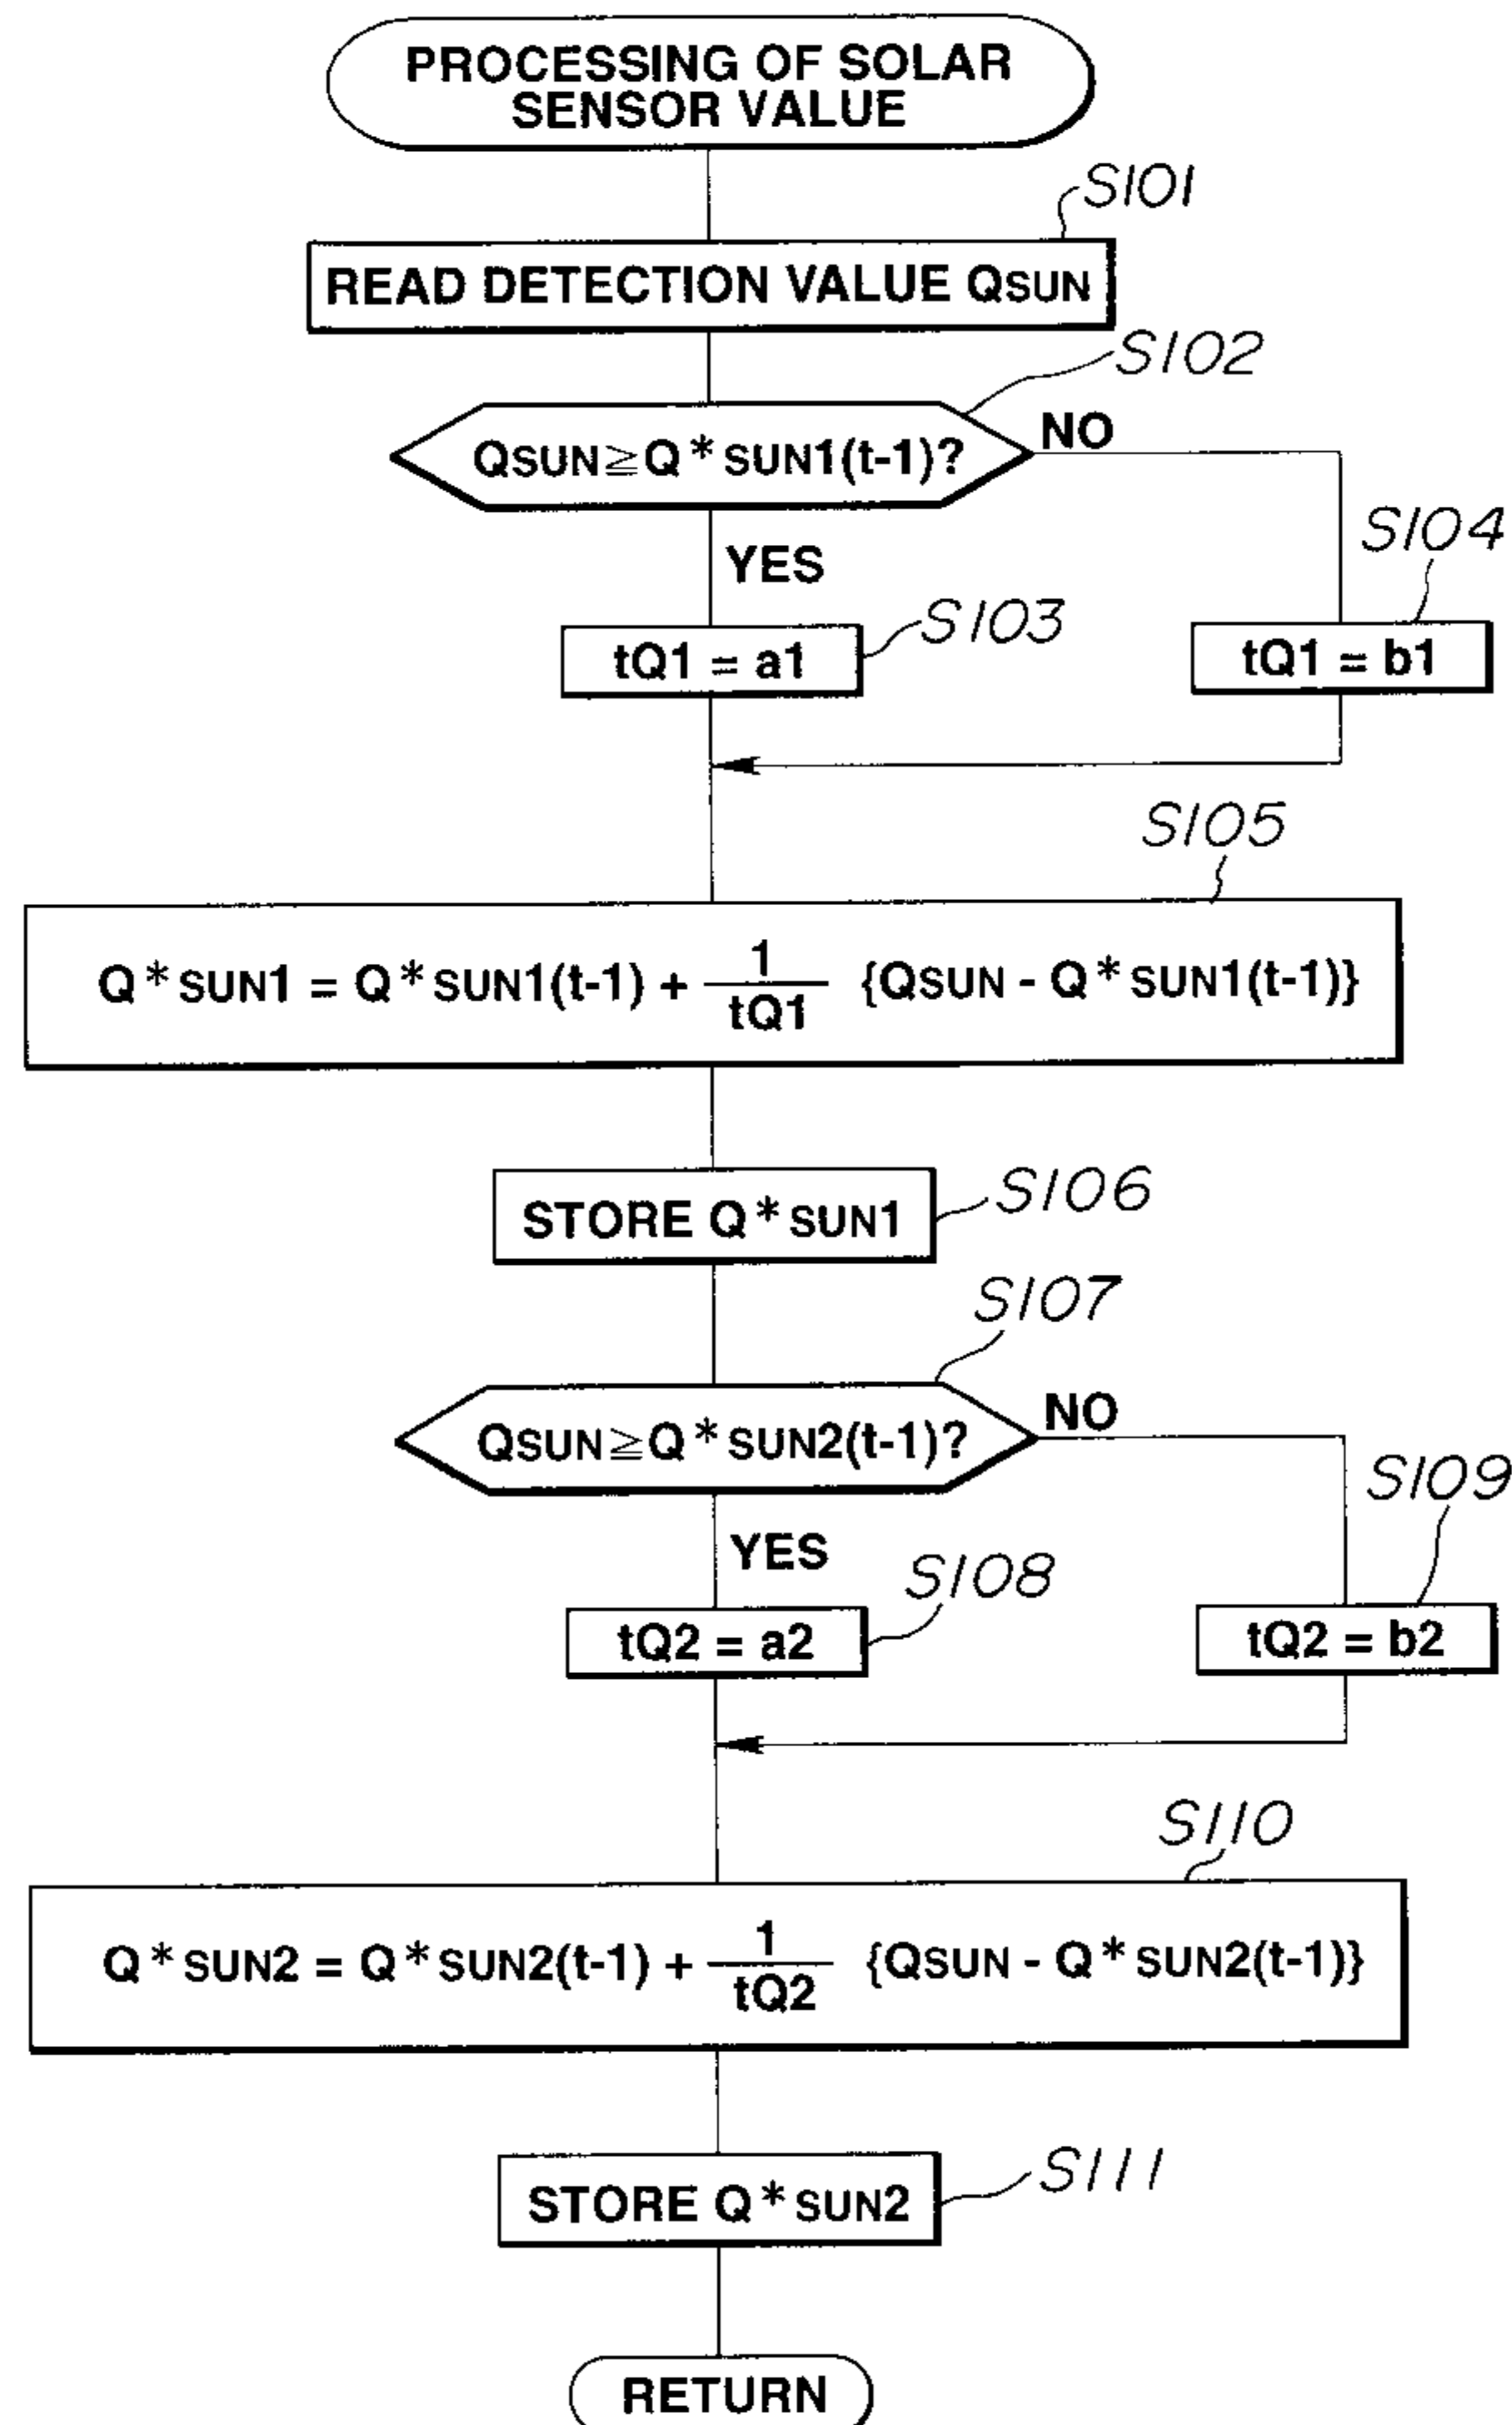 PROCESSING OF SOLAR
SENSOR VALUE
S101
READ DETECTION VALUE QSUN
S102
QSUN≧Q*SUN1(t-1)?
NO
YES
S103
tQ1 = a1
S104
tQ1 = b1
S105
Q*SUN1 = Q*SUN1(t-1) + 1/tQ1 {QSUN - Q*SUN1(t-1)}
S106
STORE Q*SUN1
S107
QSUN≧Q*SUN2(t-1)?
NO
YES
S108
tQ2 = a2
S109
tQ2 = b2
S110
Q*SUN2 = Q*SUN2(t-1) + 1/tQ2 {QSUN - Q*SUN2(t-1)}
S111
STORE Q*SUN2
RETURN